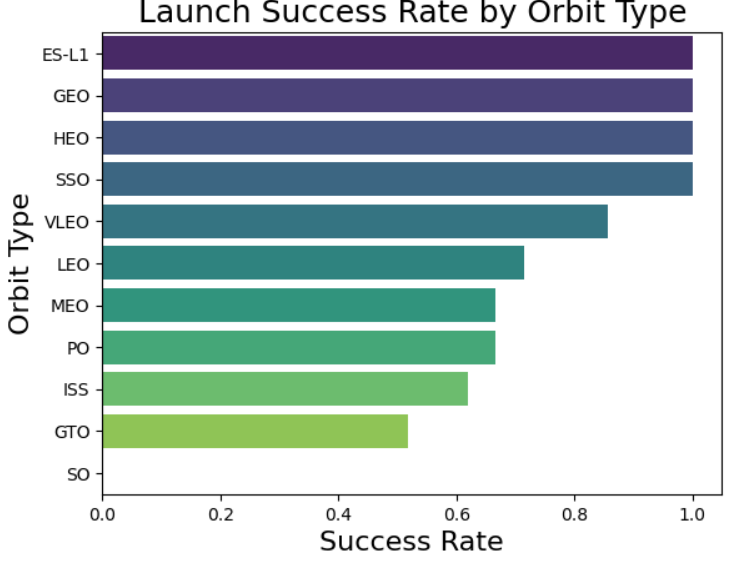 Launch Success Rate by Orbit Type
Orbit Type
ES-L1
GEO
HEO
SSO
VLEO
LEO
MEO
PO
ISS
GTO
SO
0.0 0.2 0.4 0.6 0.8 1.0
Success Rate